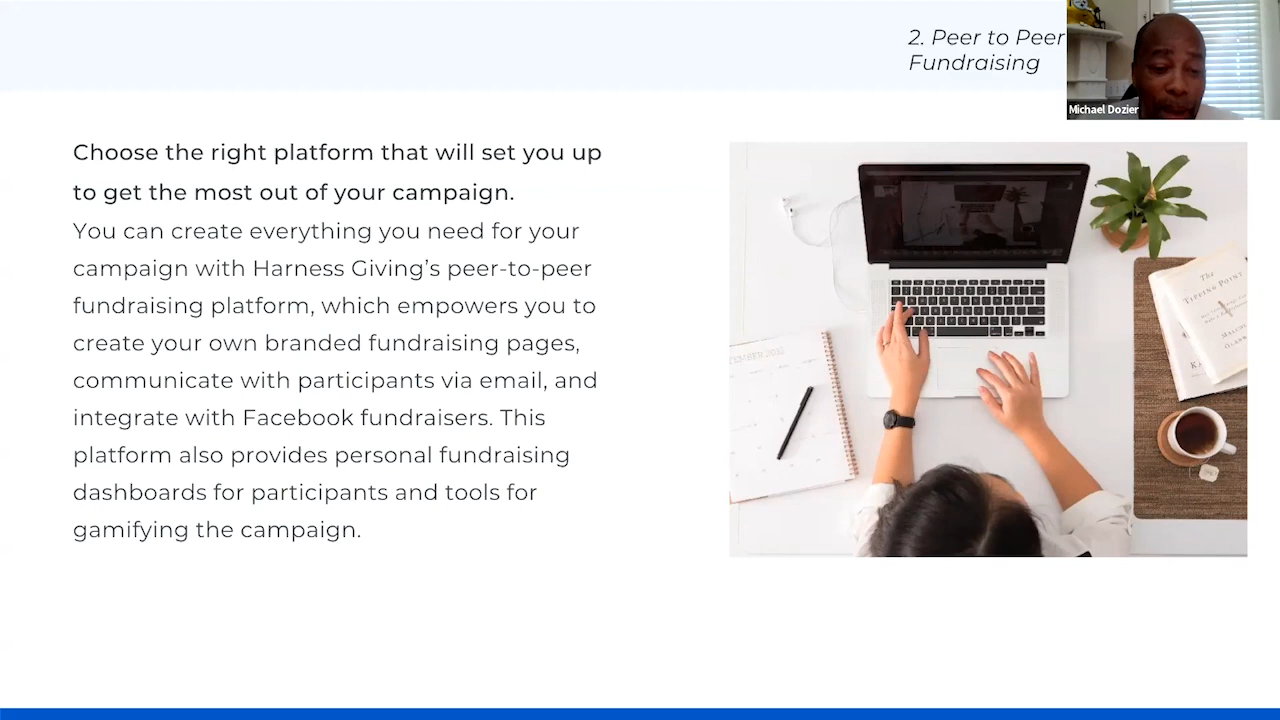 2. Peer to Peer
Fundraising
Michael Dozier
Choose the right platform that will set you up
to get the most out of your campaign.
You can create everything you need for your
campaign with Harness Giving’s peer-to-peer
fundraising platform, which empowers you to
create your own branded fundraising pages,
communicate with participants via email, and
integrate with Facebook fundraisers. This
platform also provides personal fundraising
dashboards for participants and tools for
gamifying the campaign.
The
TIPPING POINT